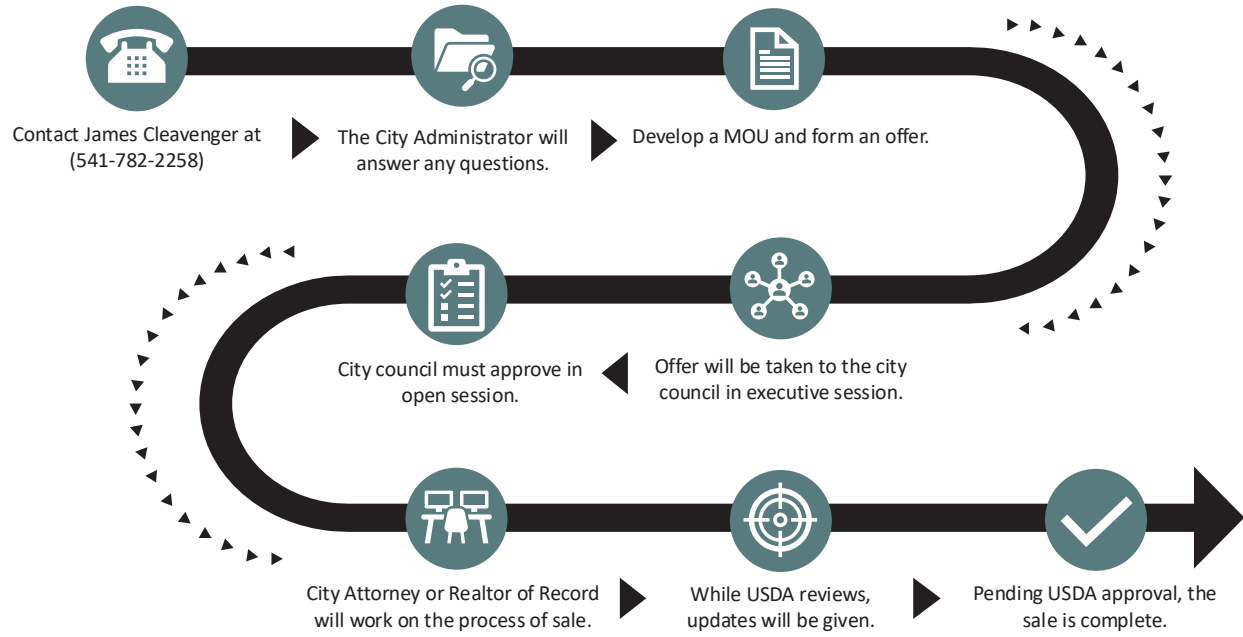 Contact James Cleavenger at
(541-782-2258)
The City Administrator will
answer any questions.
Develop a MOU and form an offer.
Offer will be taken to the city
council in executive session.
City council must approve in
open session.
City Attorney or Realtor of Record
will work on the process of sale.
While USDA reviews,
updates will be given.
Pending USDA approval, the
sale is complete.